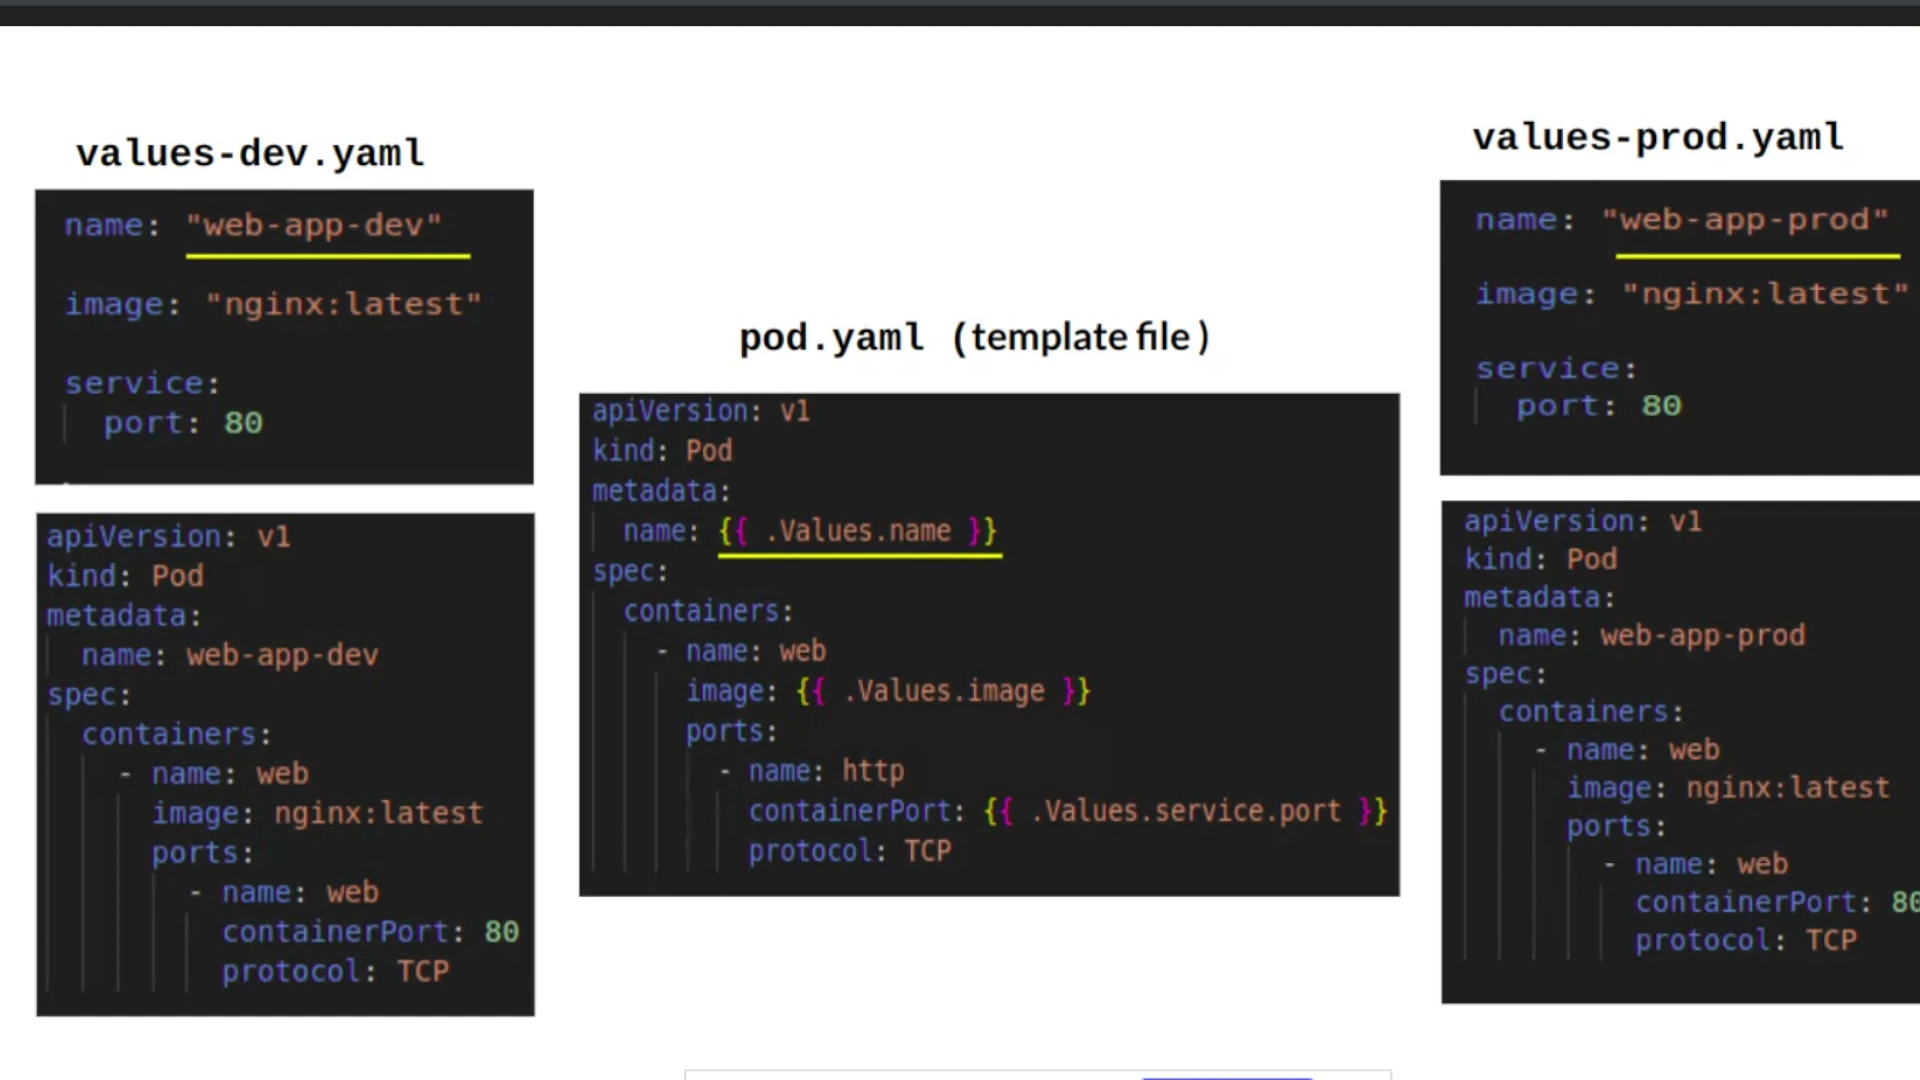 values-dev.yaml
name: "web-app-dev"
image: "nginx:latest"
service:
port: 80
apiVersion: v1
kind: Pod
metadata:
name: web-app-dev
spec:
containers:
- name: web
image: nginx:latest
ports:
- name: web
containerPort: 80
protocol: TCP
pod.yaml (template file)
apiVersion: v1
kind: Pod
metadata:
name: {{ .Values.name }}
spec:
containers:
- name: web
image: {{ .Values.image }}
ports:
- name: http
containerPort: {{ .Values.service.port }}
protocol: TCP
values-prod.yaml
name: "web-app-prod"
image: "nginx:latest"
service:
port: 80
apiVersion: v1
kind: Pod
metadata:
name: web-app-prod
spec:
containers:
- name: web
image: nginx:latest
ports:
- name: web
containerPort: 80
protocol: TCP